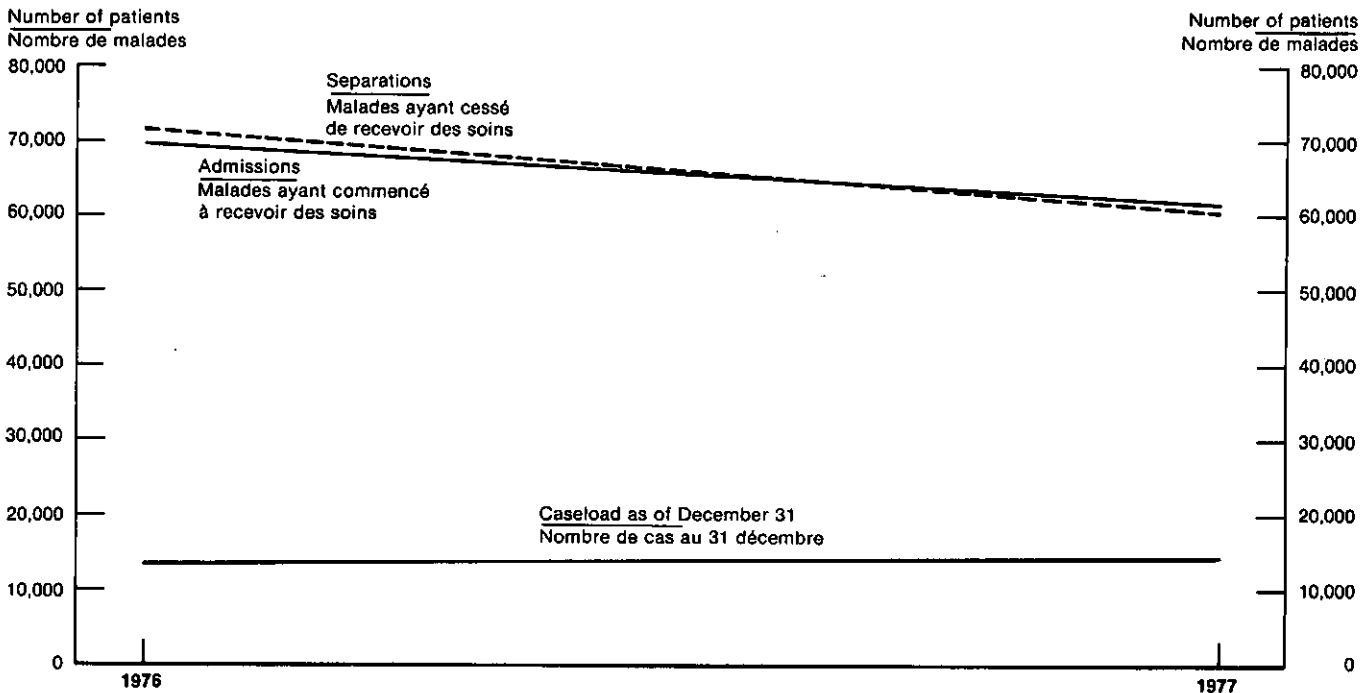 Number of patients
Nombre de malades
Number of patients
Nombre de malades
80,000
70,000
60,000
50,000
40,000
30,000
20,000
10,000
0
Separations
Malades ayant cessé
de recevoir des soins
Admissions
Malades ayant commencé
à recevoir des soins
Caseload as of December 31
Nombre de cas au 31 décembre
80,000
70,000
60,000
50,000
40,000
30,000
20,000
10,000
0
1976
1977